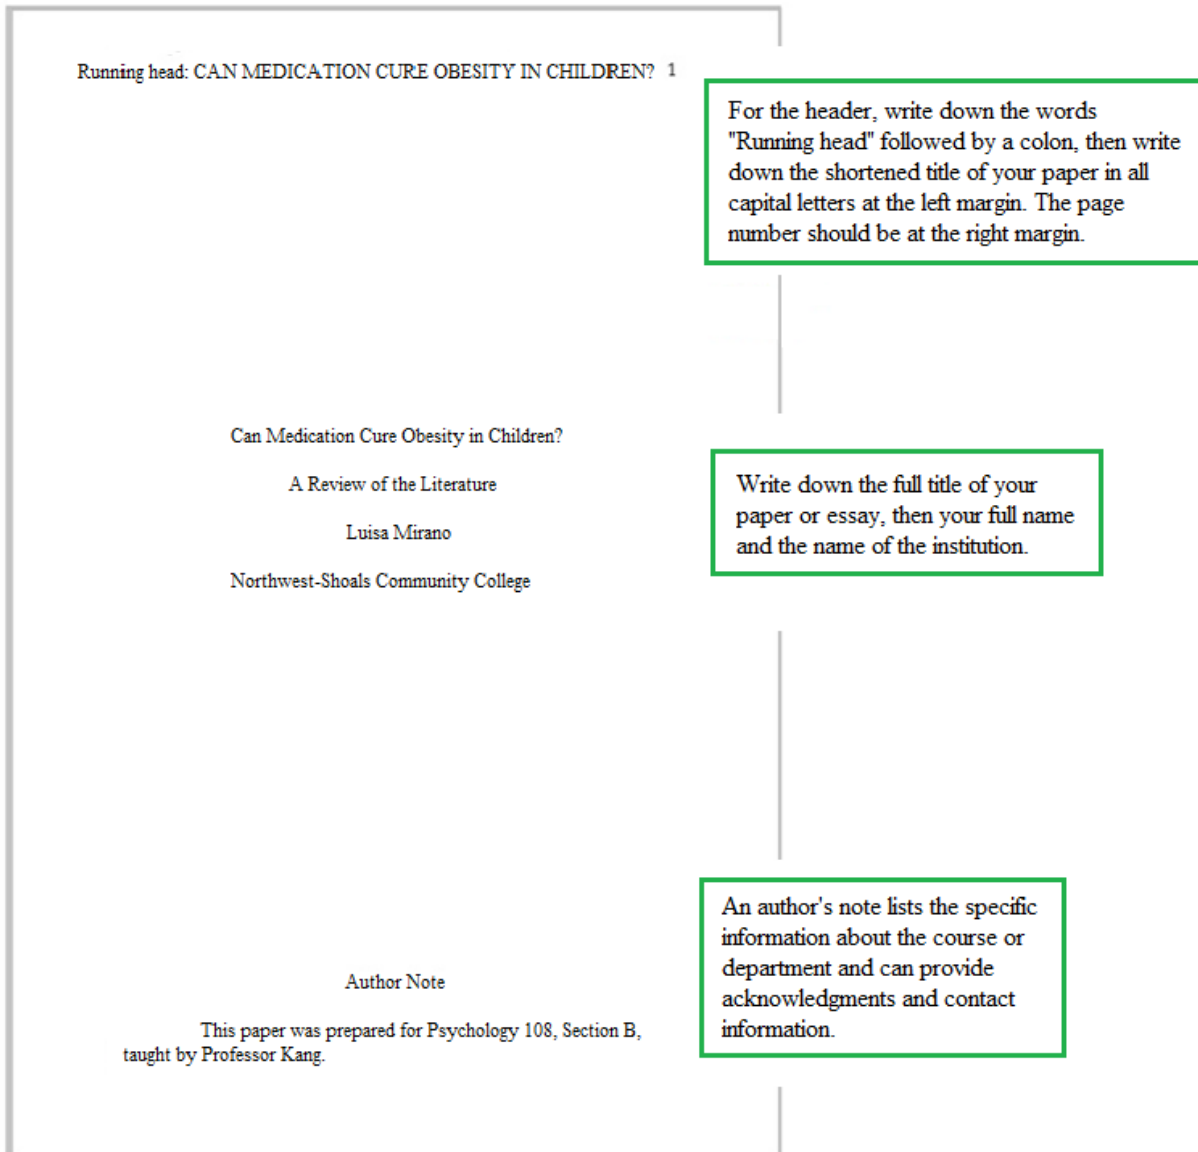 Running head: CAN MEDICATION CURE OBESITY IN CHILDREN? 1
For the header, write down the words
"Running head" followed by a colon, then write
down the shortened title of your paper in all
capital letters at the left margin. The page
number should be at the right margin.
Can Medication Cure Obesity in Children?
A Review of the Literature
Luisa Mirano
Northwest-Shoals Community College
Write down the full title of your
paper or essay, then your full name
and the name of the institution.
Author Note
This paper was prepared for Psychology 108, Section B,
taught by Professor Kang.
An author's note lists the specific
information about the course or
department and can provide
acknowledgments and contact
information.